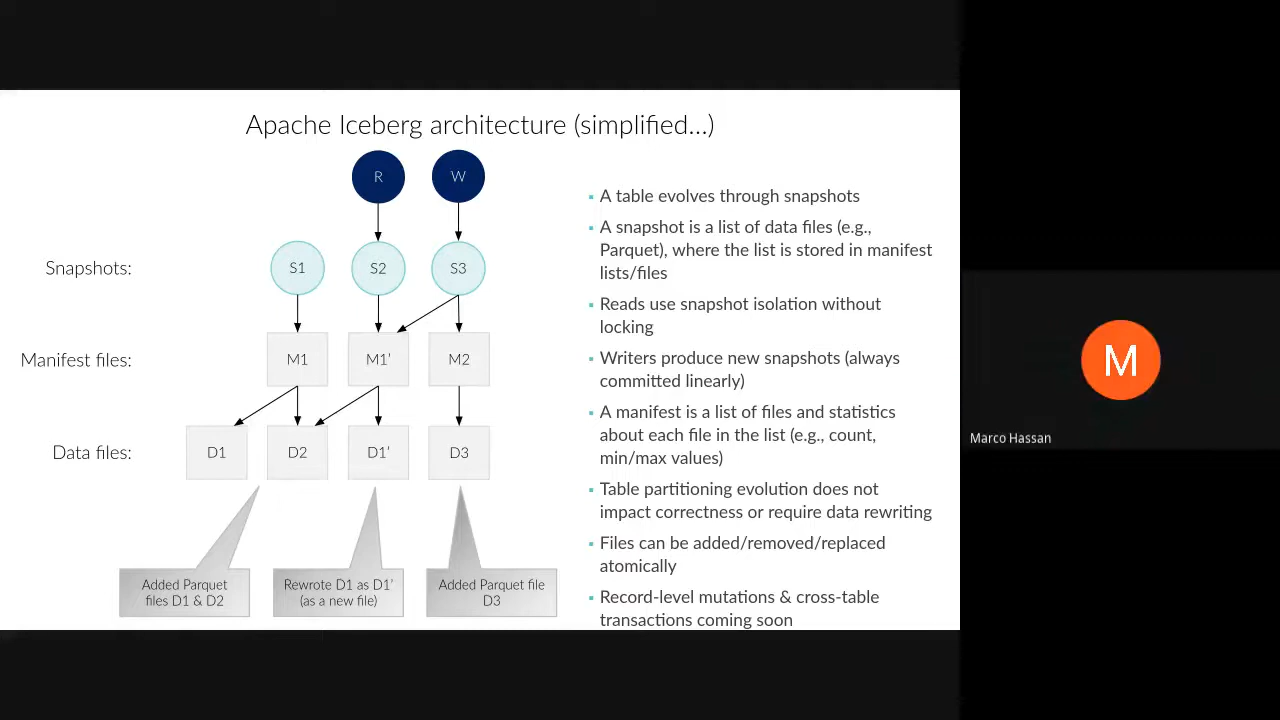 Apache Iceberg architecture (simplified...)
R
W
Snapshots:
S1
S2
S3
Manifest files:
M1
M1'
M2
Data files:
D1
D2
D1'
D3
Added Parquet
files D1 & D2
Rewrote D1 as D1'
(as a new file)
Added Parquet file
D3
▪ A table evolves through snapshots
▪ A snapshot is a list of data files (e.g.,
Parquet), where the list is stored in manifest
lists/files
▪ Reads use snapshot isolation without
locking
▪ Writers produce new snapshots (always
committed linearly)
▪ A manifest is a list of files and statistics
about each file in the list (e.g., count,
min/max values)
▪ Table partitioning evolution does not
impact correctness or require data rewriting
▪ Files can be added/removed/replaced
atomically
▪ Record-level mutations & cross-table
transactions coming soon
M
Marco Hassan